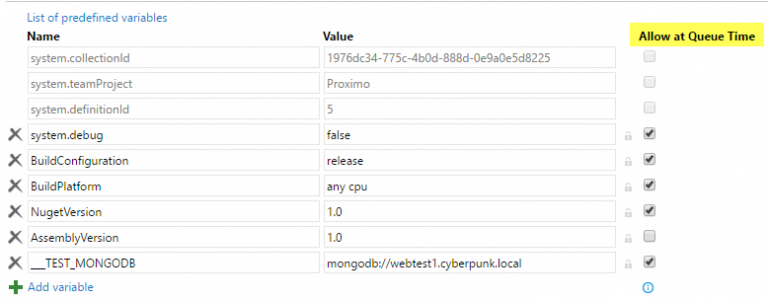 List of predefined variables
Name Value Allow at Queue Time
system.collectionId 1976dc34-775c-4b0d-888d-0e9a0e5d8225
system.teamProject Proximo
system.definitionId 5
system.debug false
BuildConfiguration release
BuildPlatform any cpu
NugetVersion 1.0
AssemblyVersion 1.0
___TEST_MONGODB mongodb://webtest1.cyberpunk.local
Add variable